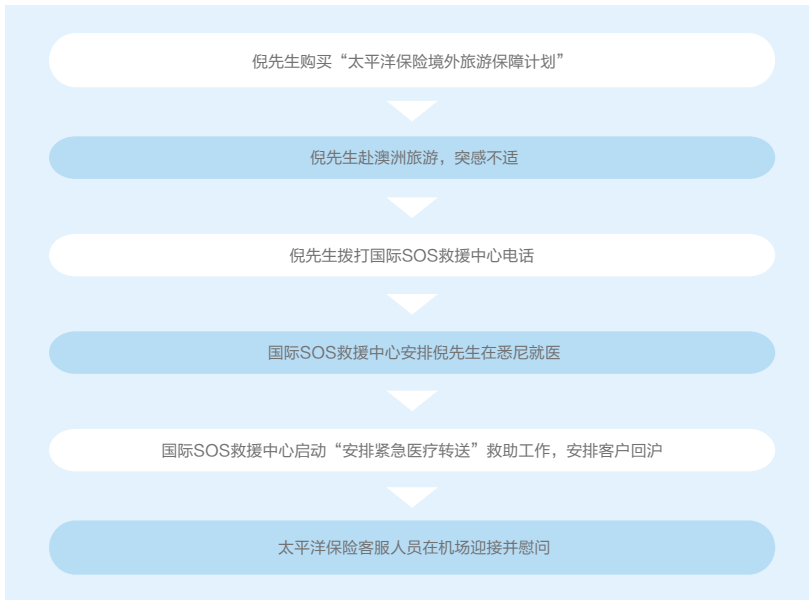 倪先生购买“太平洋保险境外旅游保障计划”
倪先生赴澳洲旅游，突感不适
倪先生拨打国际SOS救援中心电话
国际SOS救援中心安排倪先生在悉尼就医
国际SOS救援中心启动“安排紧急医疗转送”救助工作，安排客户回沪
太平洋保险客服人员在机场迎接并慰问